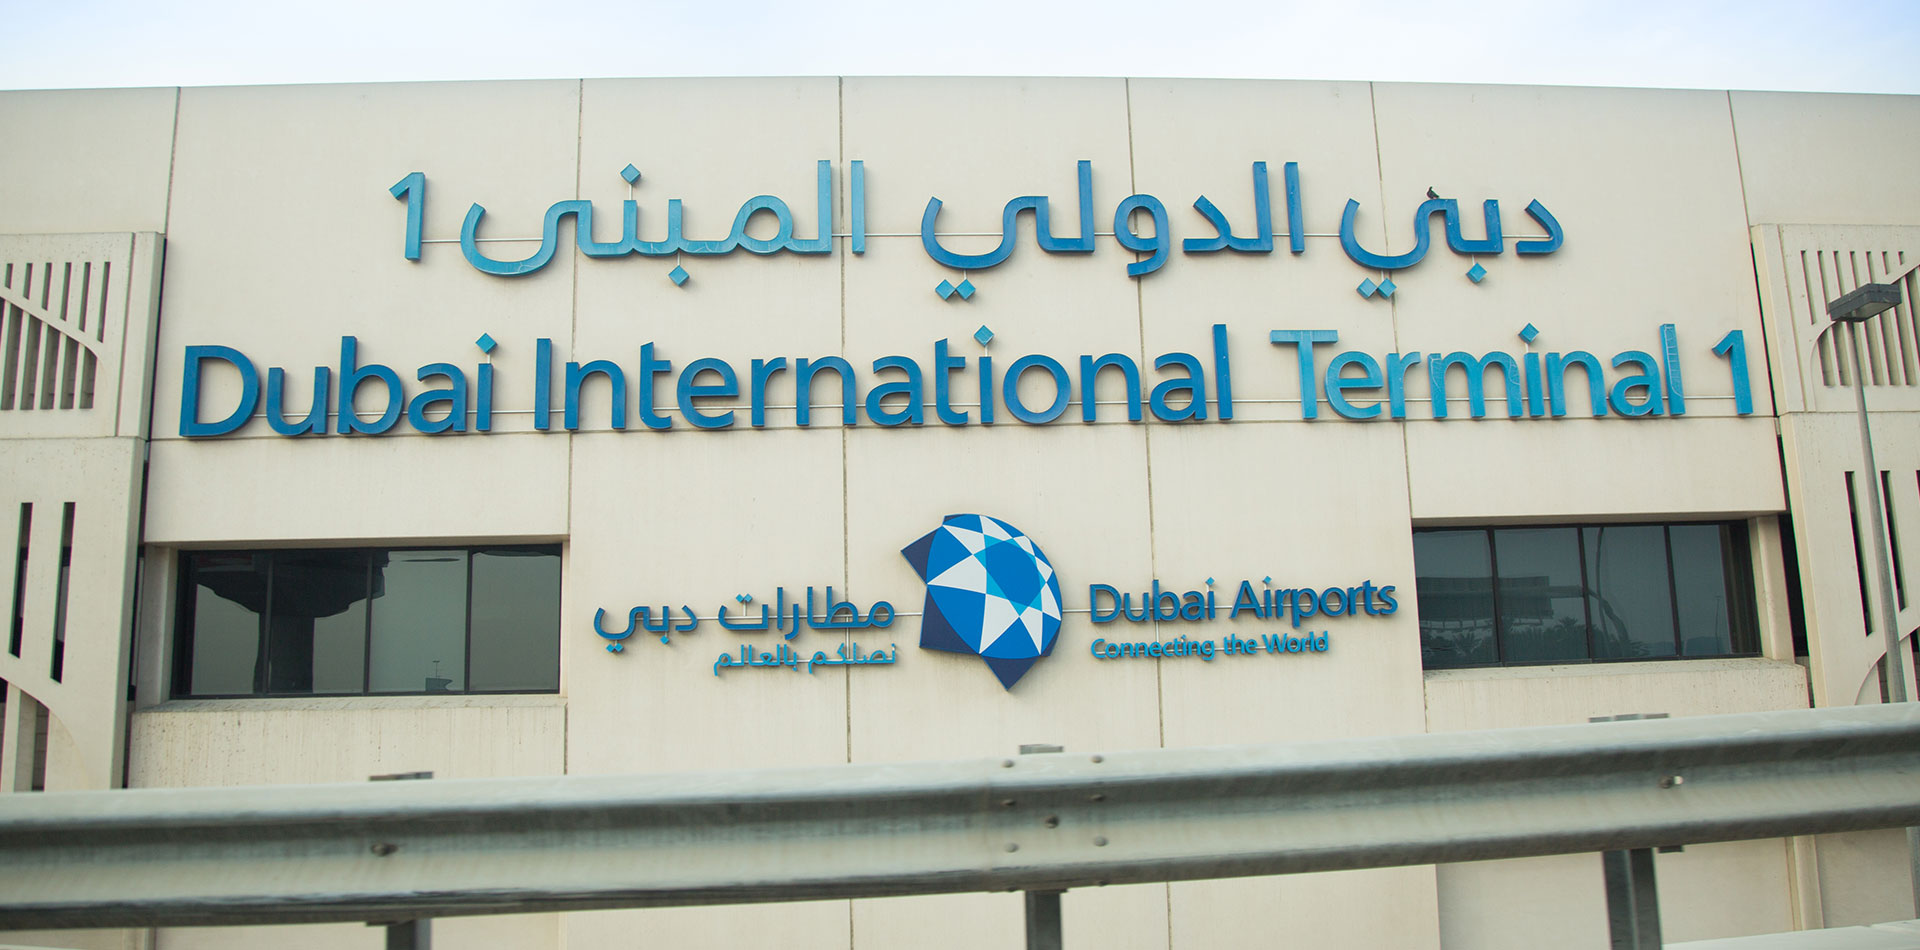 دبي الدولي المبنى 1
Dubai International Terminal 1
مطارات دبي
نصلكم بالعالم
Dubai Airports
Connecting the World